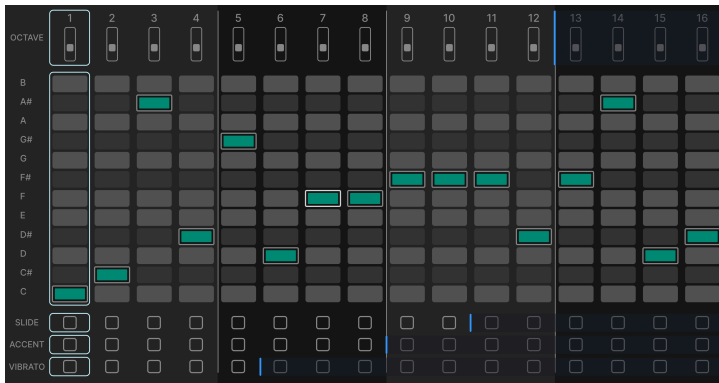 1 2 3 4 5 6 7 8 9 10 11 12 13 14 15 16
OCTAVE
B
A#
A
G#
G
F#
F
E
D#
D
C#
C
SLIDE
ACCENT
VIBRATO